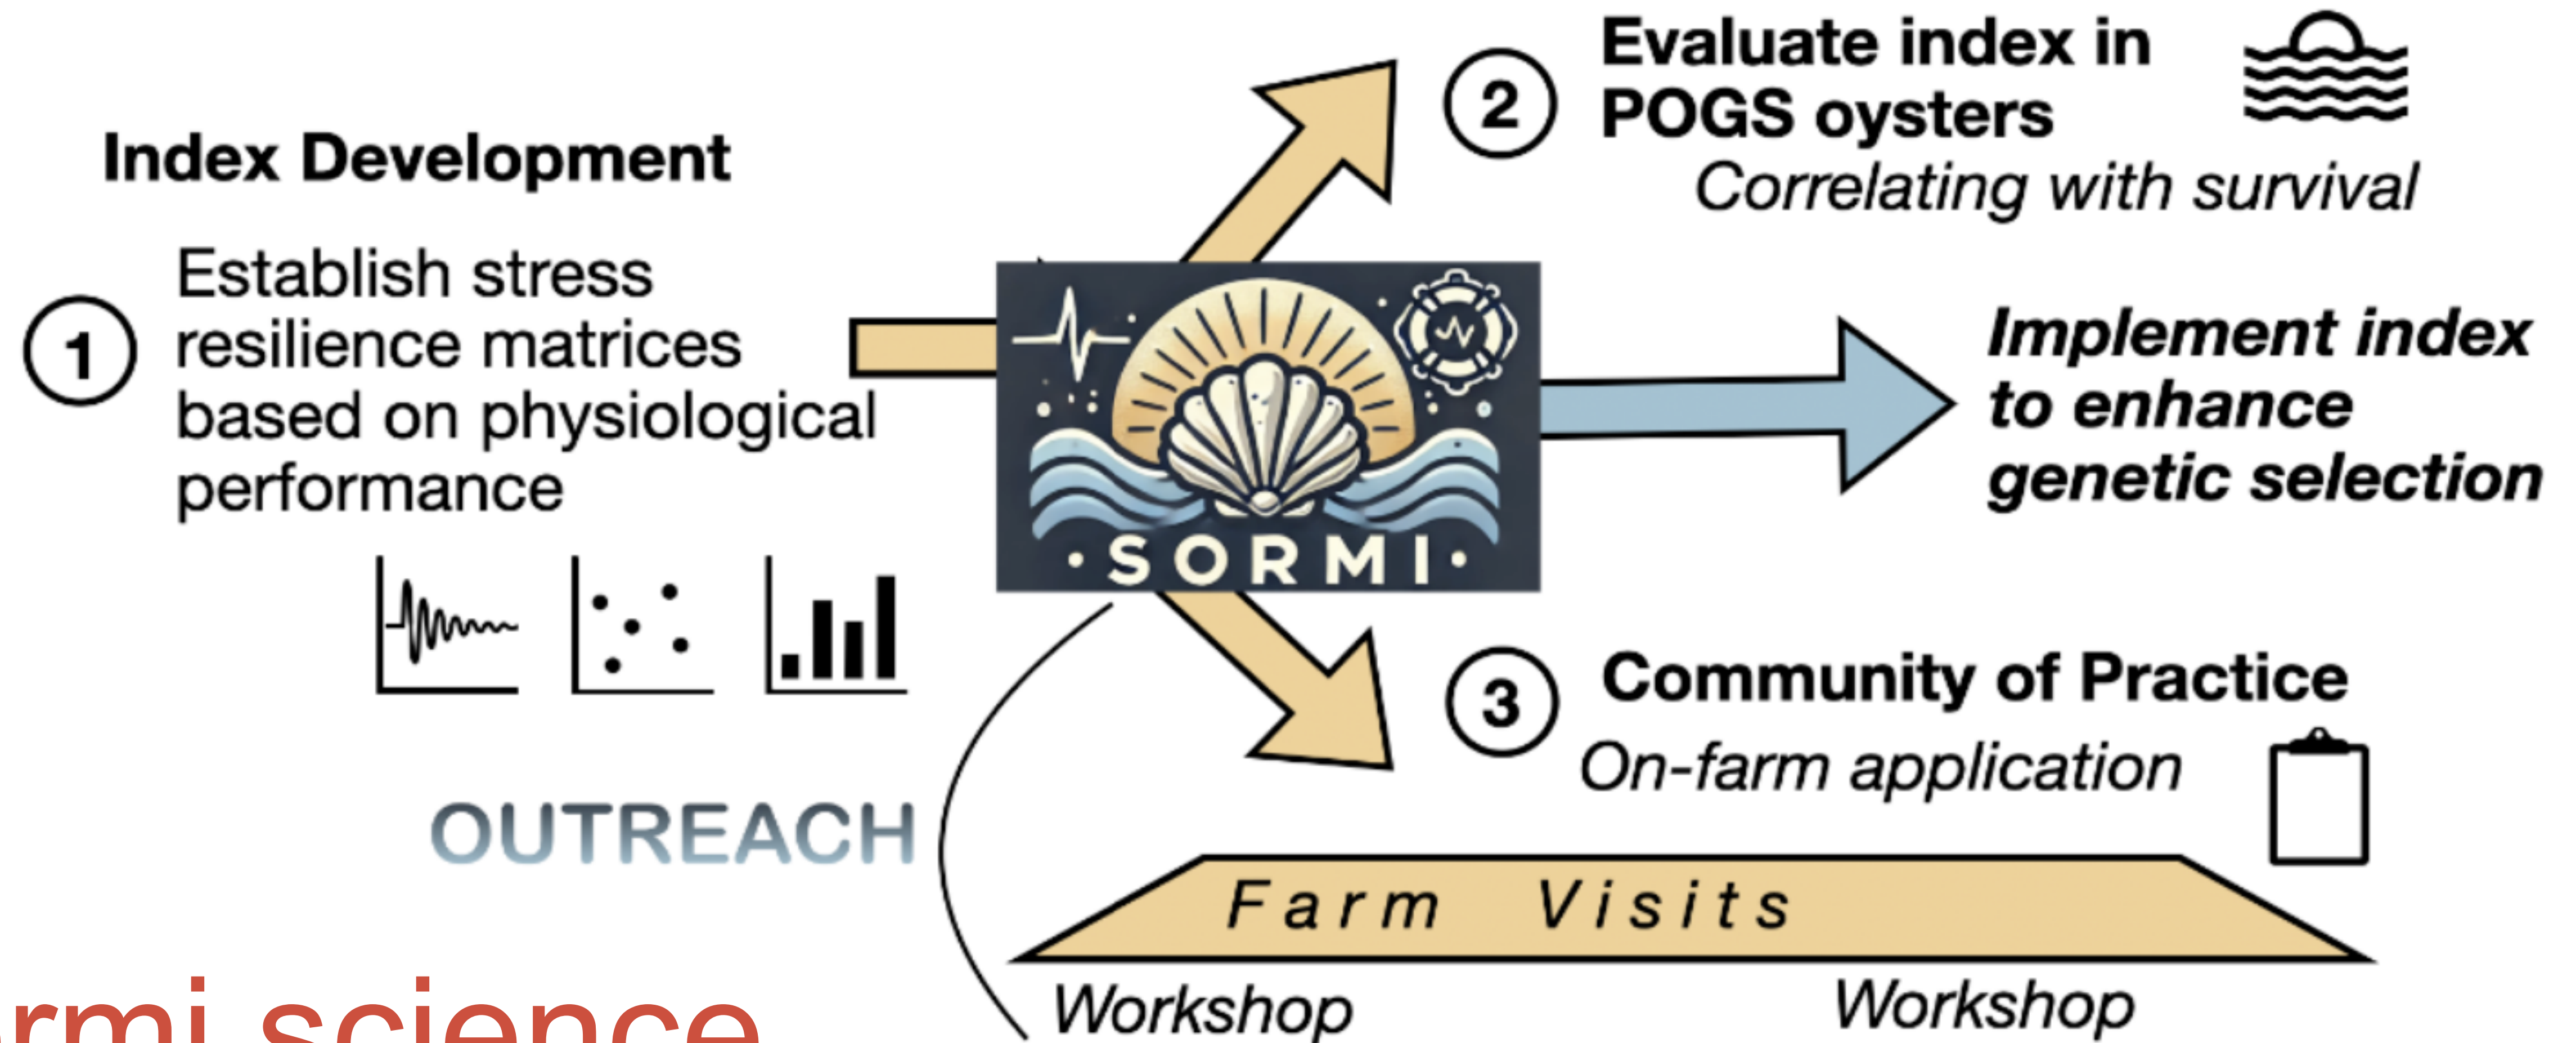 Index Development
1
Establish stress
resilience matrices
based on physiological
performance
2
Evaluate index in
POGS oysters
Correlating with survival
· SORMI ·
Implement index
to enhance
genetic selection
3
Community of Practice
On-farm application
OUTREACH
Farm Visits
Workshop
Workshop
science